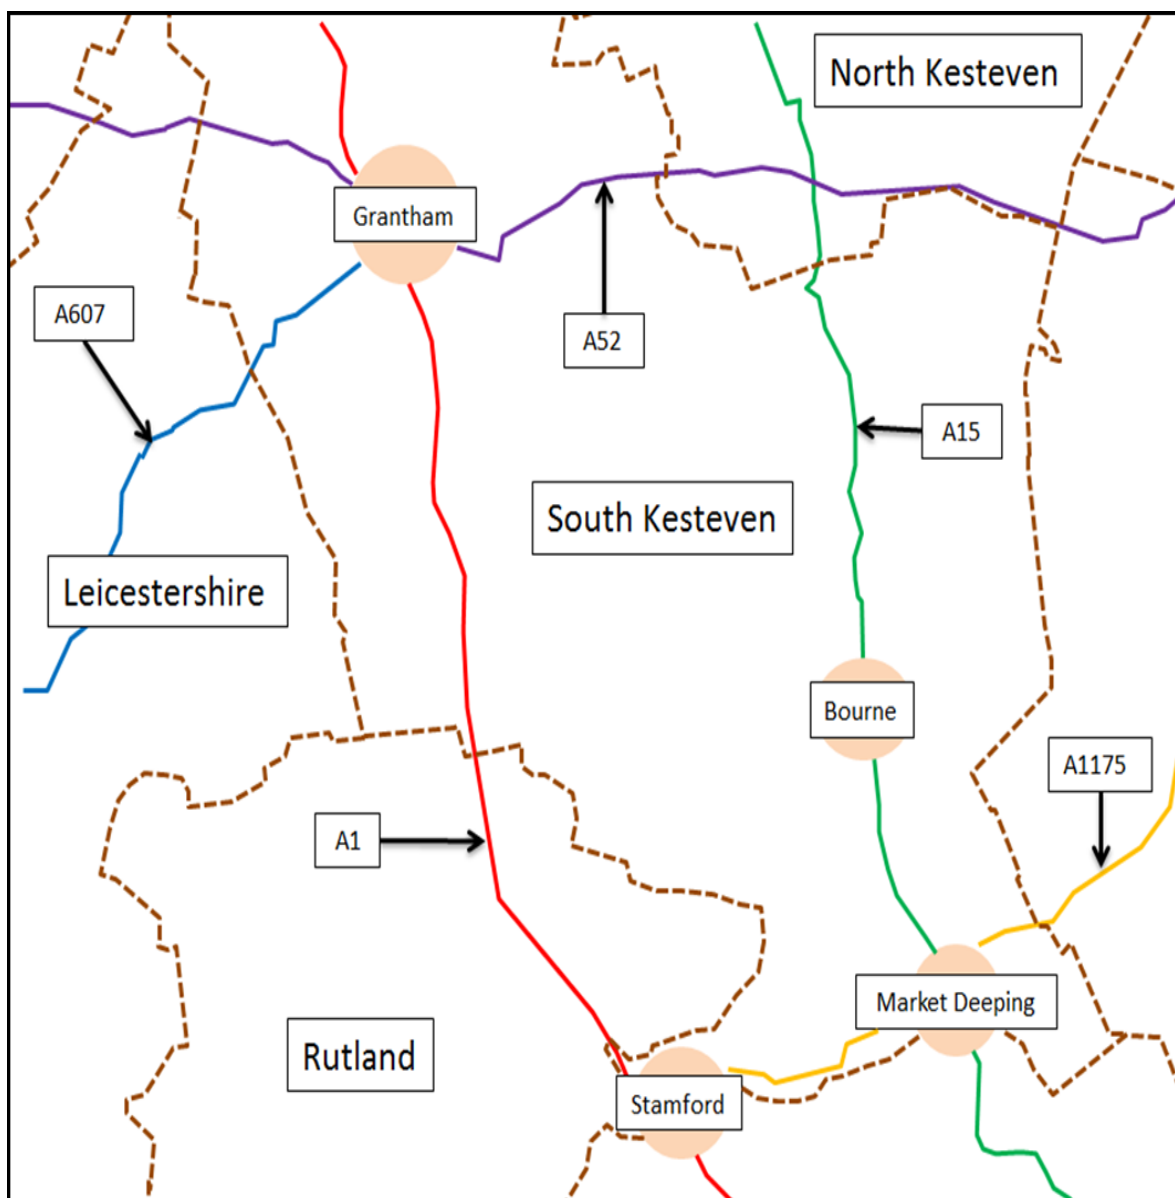 North Kesteven
Grantham
A607
A52
A15
South Kesteven
Leicestershire
Bourne
A1175
A1
Market Deeping
Rutland
Stamford